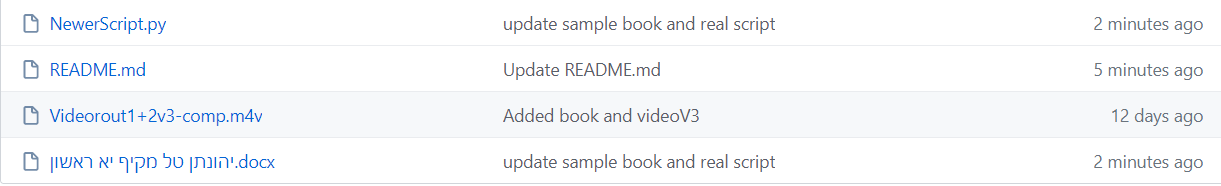 NewerScript.py update sample book and real script 2 minutes ago
README.md Update README.md 5 minutes ago
Videorout1+2v3-comp.m4v Added book and videoV3 12 days ago
יהונתן טל מקיף יא ראשון.docx update sample book and real script 2 minutes ago